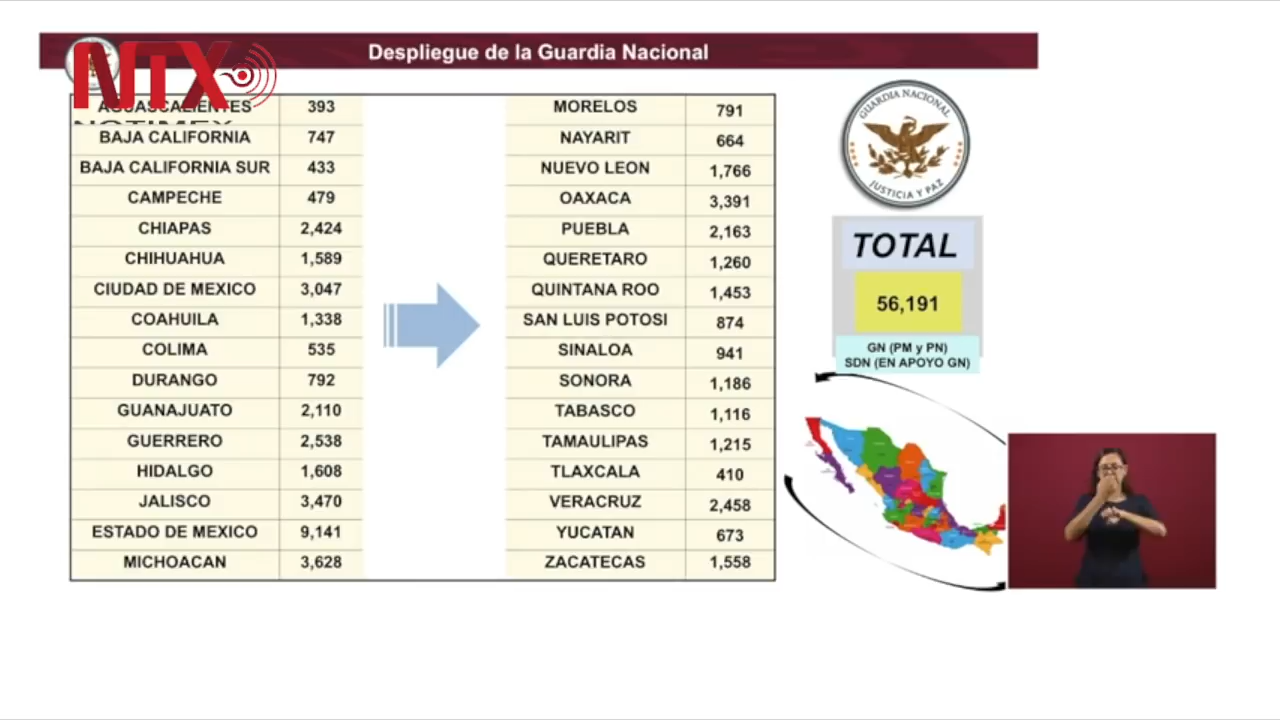 NTX
Despliegue de la Guardia Nacional
AGUASCALIENTES 393
NOTIMEX
BAJA CALIFORNIA 747
BAJA CALIFORNIA SUR 433
CAMPECHE 479
CHIAPAS 2,424
CHIHUAHUA 1,589
CIUDAD DE MEXICO 3,047
COAHUILA 1,338
COLIMA 535
DURANGO 792
GUANAJUATO 2,110
GUERRERO 2,538
HIDALGO 1,608
JALISCO 3,470
ESTADO DE MEXICO 9,141
MICHOACAN 3,628
MORELOS 791
NAYARIT 664
NUEVO LEON 1,766
OAXACA 3,391
PUEBLA 2,163
QUERETARO 1,260
QUINTANA ROO 1,453
SAN LUIS POTOSI 874
SINALOA 941
SONORA 1,186
TABASCO 1,116
TAMAULIPAS 1,215
TLAXCALA 410
VERACRUZ 2,458
YUCATAN 673
ZACATECAS 1,558
GUARDIA NACIONAL
JUSTICIA Y PAZ
TOTAL
56,191
GN (PM y PN)
SDN (EN APOYO GN)